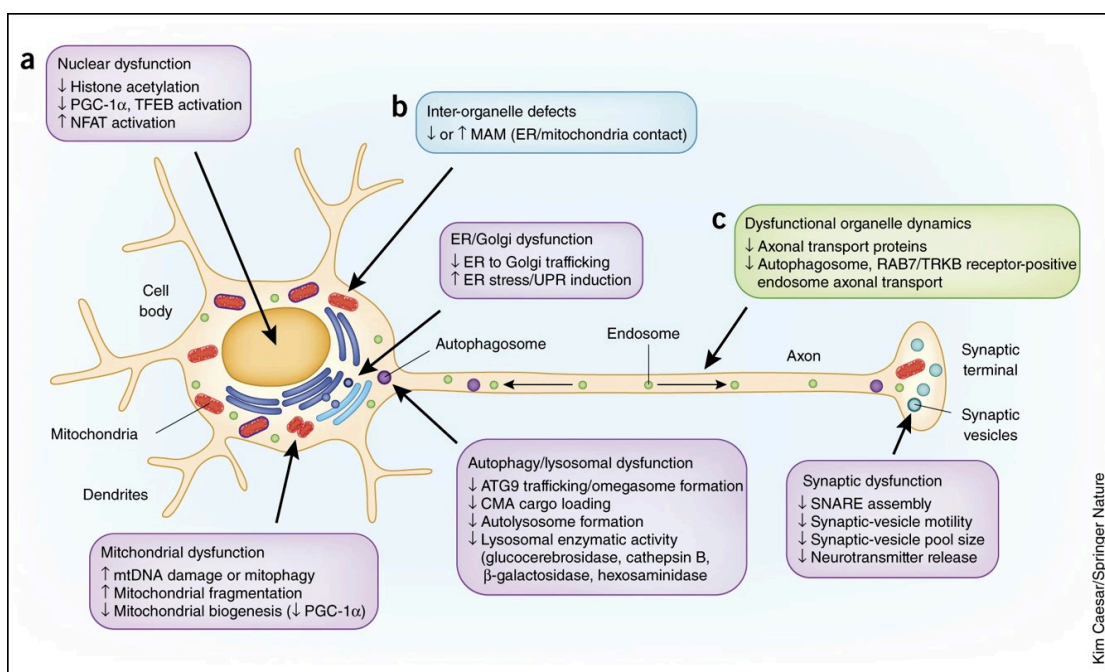 a
Nuclear dysfunction
↓ Histone acetylation
↓ PGC-1α, TFEB activation
↑ NFAT activation
b
Inter-organelle defects
↓ or ↑ MAM (ER/mitochondria contact)
ER/Golgi dysfunction
↓ ER to Golgi trafficking
↑ ER stress/UPR induction
c
Dysfunctional organelle dynamics
↓ Axonal transport proteins
↓ Autophagosome, RAB7/TRKB receptor-positive
endosome axonal transport
Cell
body
Autophagosome
Endosome
Axon
Synaptic
terminal
Synaptic
vesicles
Mitochondria
Dendrites
Mitchondrial dysfunction
↑ mtDNA damage or mitophagy
↑ Mitochondrial fragmentation
↓ Mitochondrial biogenesis (↓ PGC-1α)
Autophagy/lysosomal dysfunction
↓ ATG9 trafficking/omegasome formation
↓ CMA cargo loading
↓ Autolysosome formation
↓ Lysosomal enzymatic activity
(glucocerebrosidase, cathepsin B,
β-galactosidase, hexosaminidase
Synaptic dysfunction
↓ SNARE assembly
↓ Synaptic-vesicle motility
↓ Synaptic-vesicle pool size
↓ Neurotransmitter release
Kim Caesar/Springer Nature